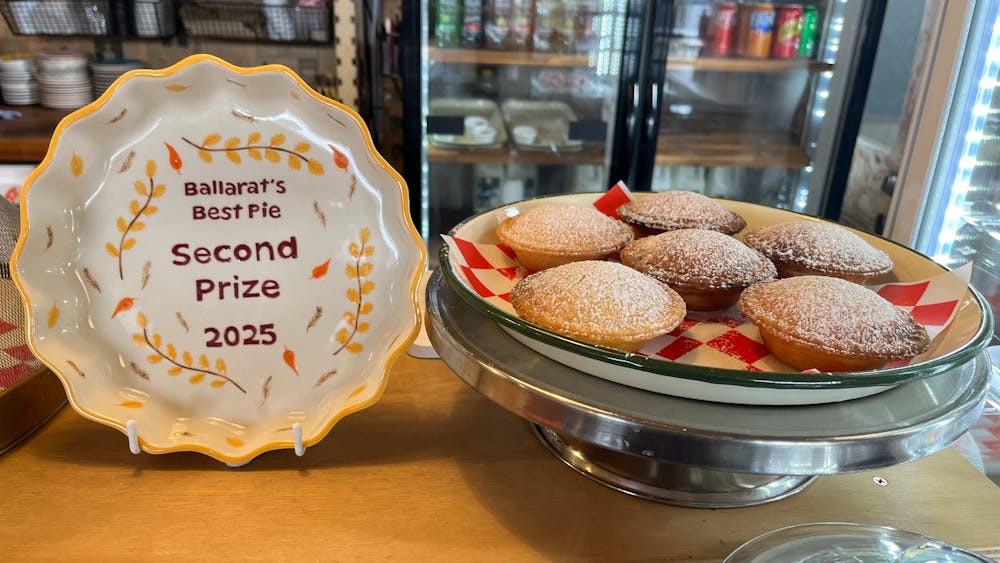 Ballarat's
Best Pie
Second
Prize
2025